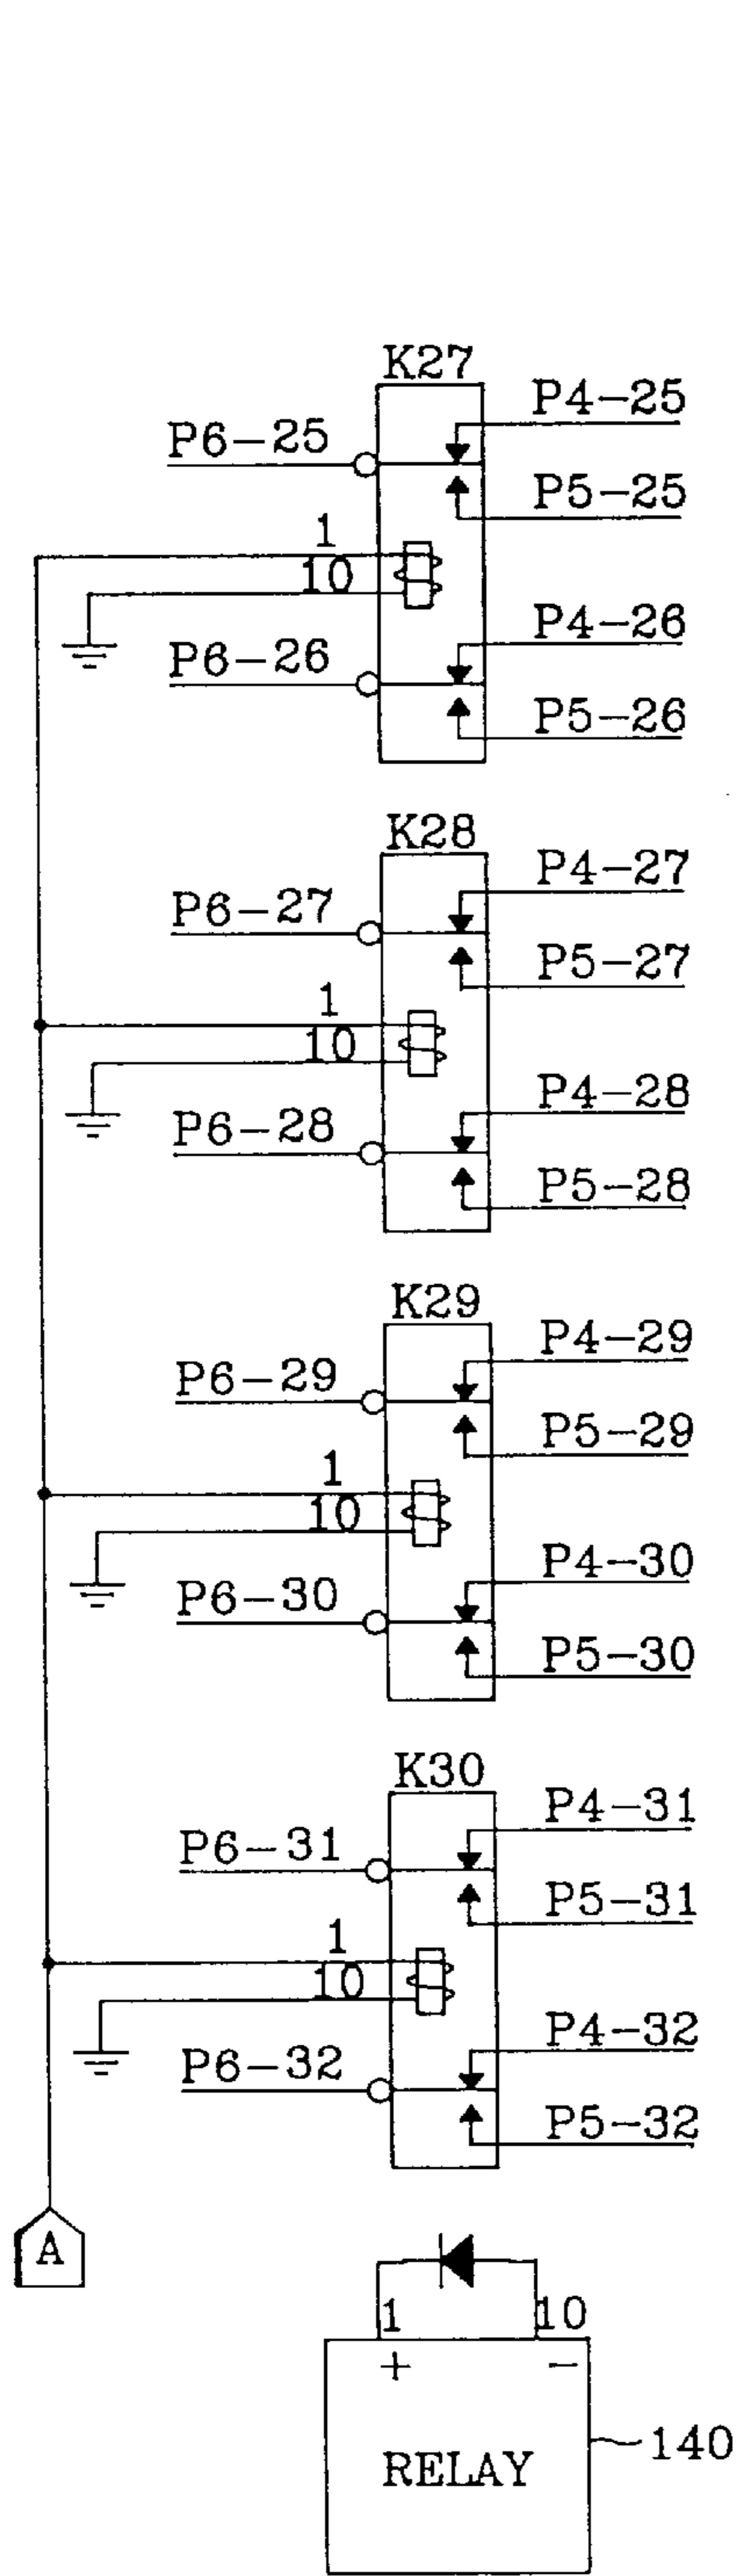 K27
P4-25
P6-25
P5-25
1
10
P4-26
P6-26
P5-26
K28
P4-27
P6-27
P5-27
1
10
P4-28
P6-28
P5-28
K29
P4-29
P6-29
P5-29
1
10
P4-30
P6-30
P5-30
K30
P4-31
P6-31
P5-31
1
10
P4-32
P6-32
P5-32
A
1 10
+ -
RELAY 140